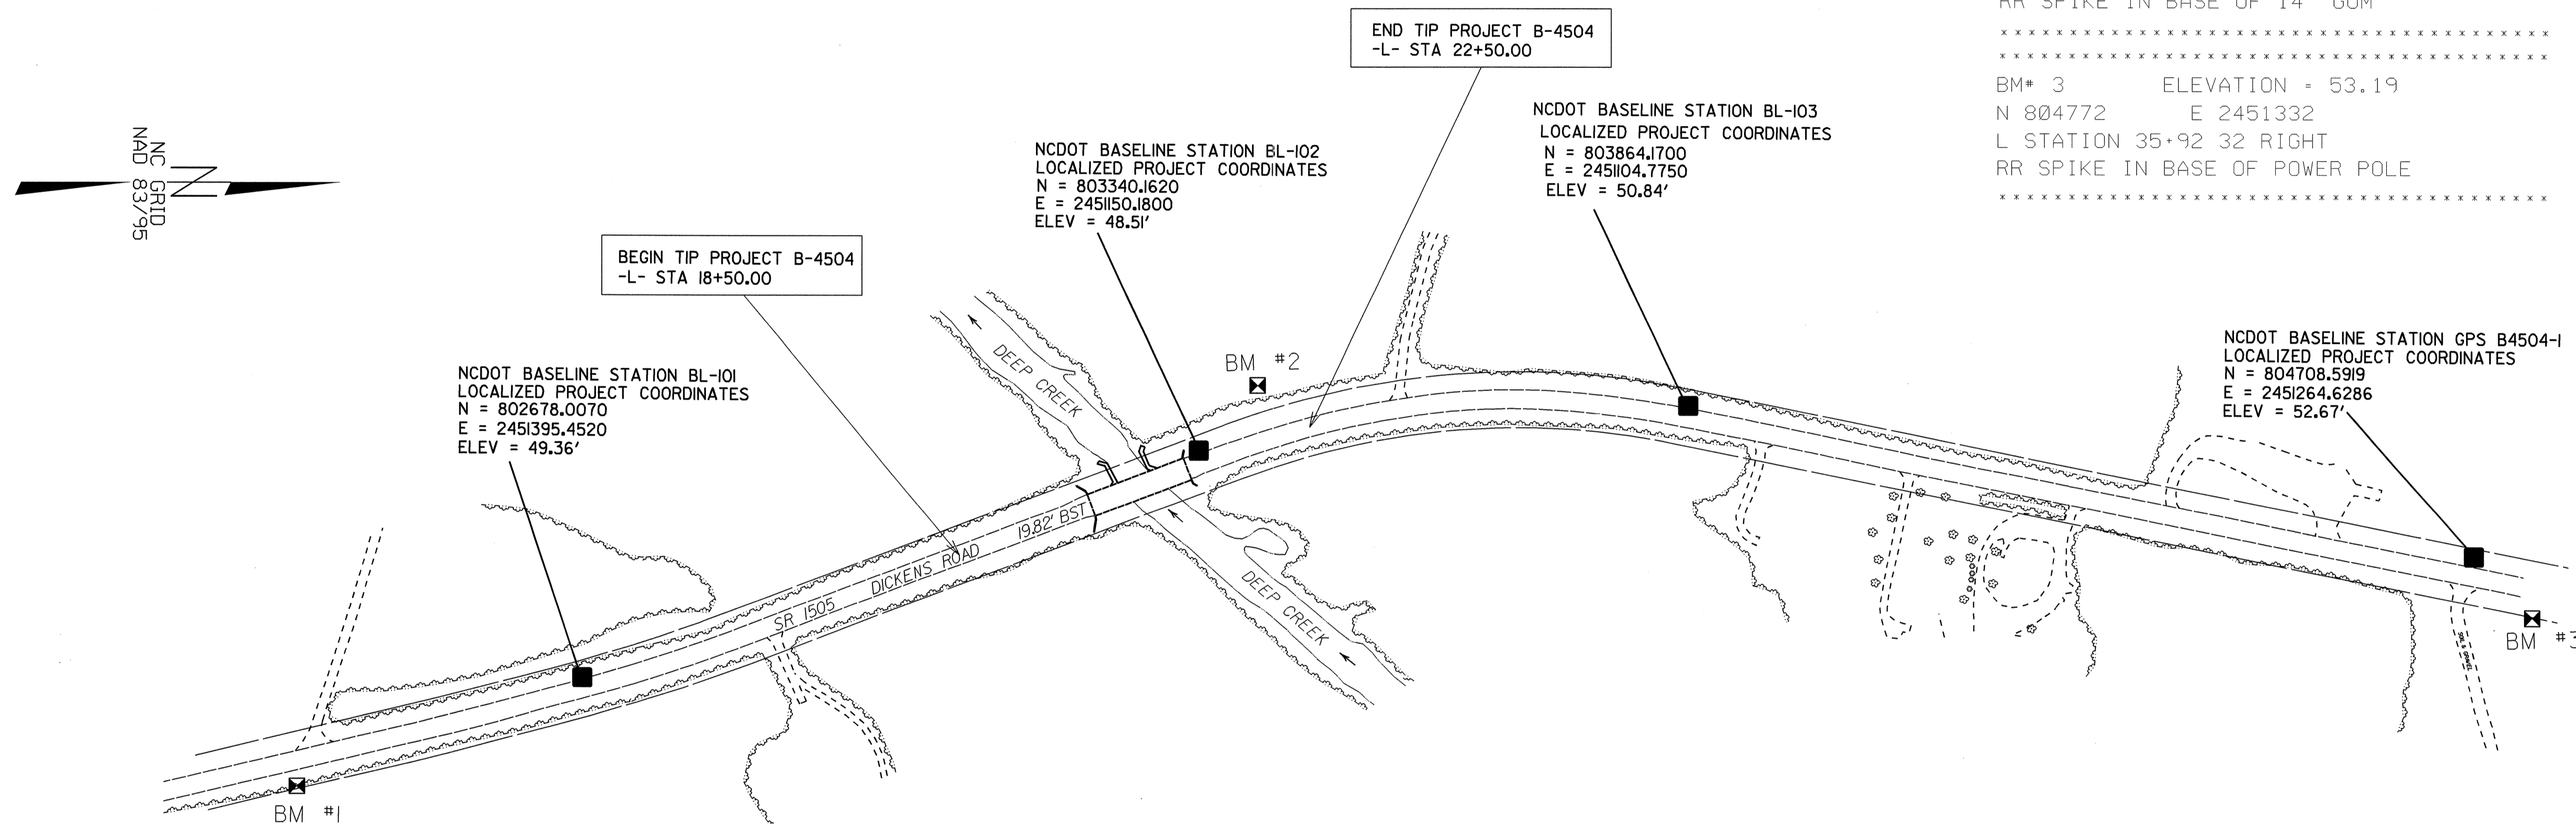 RR SPIKE IN BASE OF 14" GUM
* * * * * * * * * * * * * * * * * * * * * * * * * * * * * * * * * * * * * * * *
* * * * * * * * * * * * * * * * * * * * * * * * * * * * * * * * * * * * * * * *
BM# 3 ELEVATION = 53.19
N 804772 E 2451332
L STATION 35+92 32 RIGHT
RR SPIKE IN BASE OF POWER POLE
* * * * * * * * * * * * * * * * * * * * * * * * * * * * * * * * * * * * * * * *
END TIP PROJECT B-4504
-L- STA 22+50.00
NCDOT BASELINE STATION BL-103
LOCALIZED PROJECT COORDINATES
N = 803864.1700
E = 2451104.7750
ELEV = 50.84'
NCDOT BASELINE STATION BL-102
LOCALIZED PROJECT COORDINATES
N = 803340.1620
E = 2451150.1800
ELEV = 48.51'
NC GRID
NAD 83/95
BEGIN TIP PROJECT B-4504
-L- STA 18+50.00
NCDOT BASELINE STATION GPS B4504-1
LOCALIZED PROJECT COORDINATES
N = 804708.5919
E = 2451264.6286
ELEV = 52.67'
NCDOT BASELINE STATION BL-101
LOCALIZED PROJECT COORDINATES
N = 802678.0070
E = 2451395.4520
ELEV = 49.36'
DEEP CREEK
BM #2
SR 1505 DICKENS ROAD 19.82' BST
DEEP CREEK
BM #3
BM #1